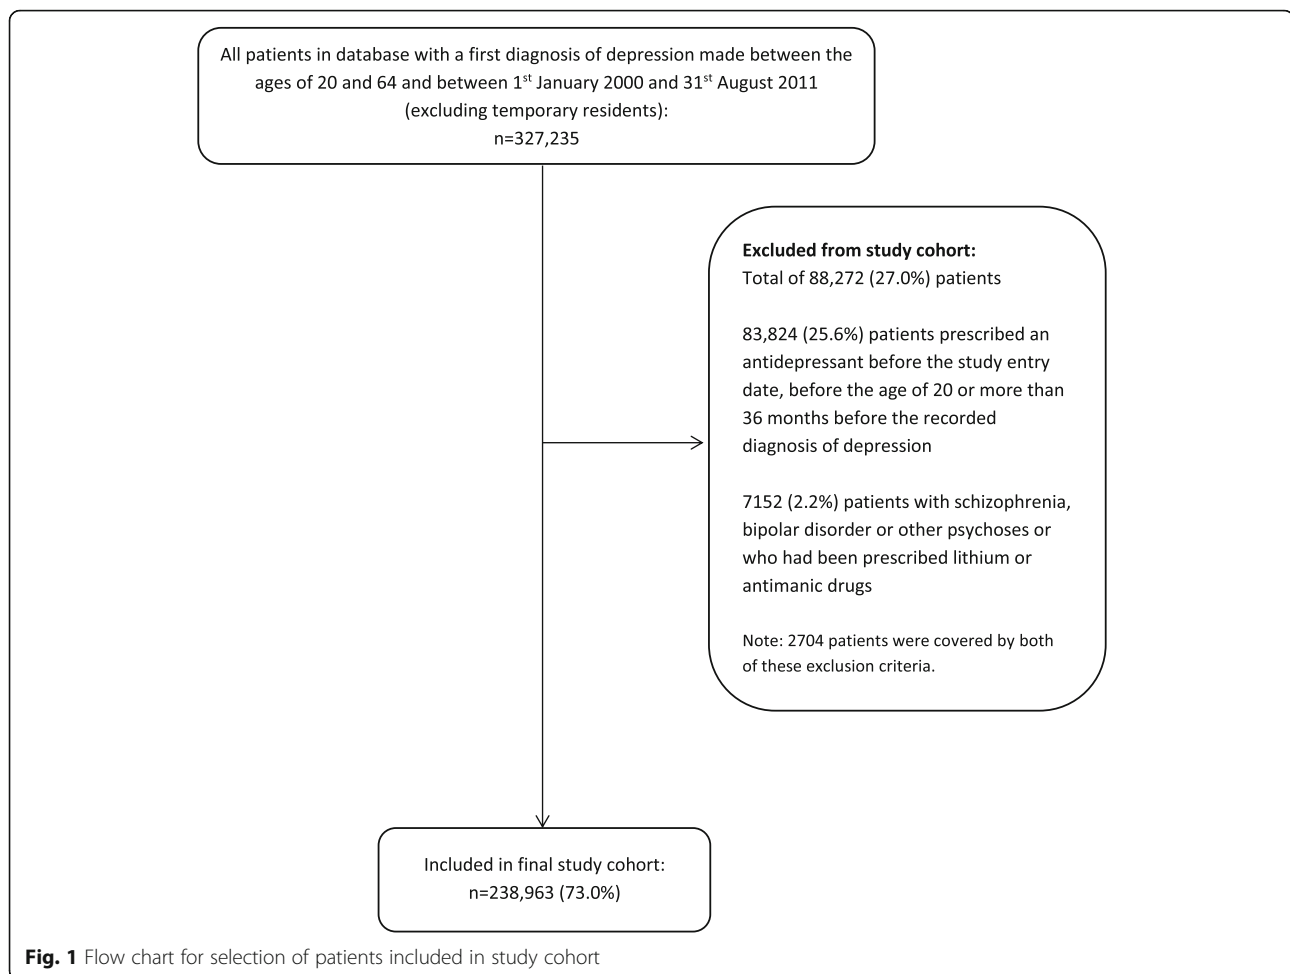 All patients in database with a first diagnosis of depression made between the
ages of 20 and 64 and between 1st January 2000 and 31st August 2011
(excluding temporary residents):
n=327,235
Excluded from study cohort:
Total of 88,272 (27.0%) patients
83,824 (25.6%) patients prescribed an
antidepressant before the study entry
date, before the age of 20 or more than
36 months before the recorded
diagnosis of depression
7152 (2.2%) patients with schizophrenia,
bipolar disorder or other psychoses or
who had been prescribed lithium or
antimanic drugs
Note: 2704 patients were covered by both
of these exclusion criteria.
Included in final study cohort:
n=238,963 (73.0%)
Fig. 1 Flow chart for selection of patients included in study cohort